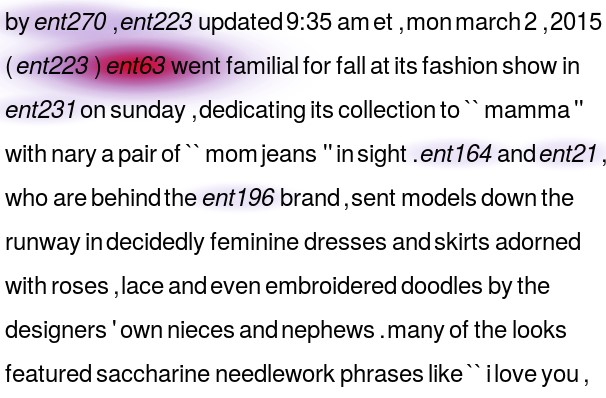 by ent270 , ent223 updated 9:35 am et , mon march 2 , 2015
( ent223 ) ent63 went familial for fall at its fashion show in
ent231 on sunday , dedicating its collection to `` mamma ''
with nary a pair of `` mom jeans '' in sight . ent164 and ent21 ,
who are behind the ent196 brand , sent models down the
runway in decidedly feminine dresses and skirts adorned
with roses , lace and even embroidered doodles by the
designers ' own nieces and nephews . many of the looks
featured saccharine needlework phrases like `` i love you ,